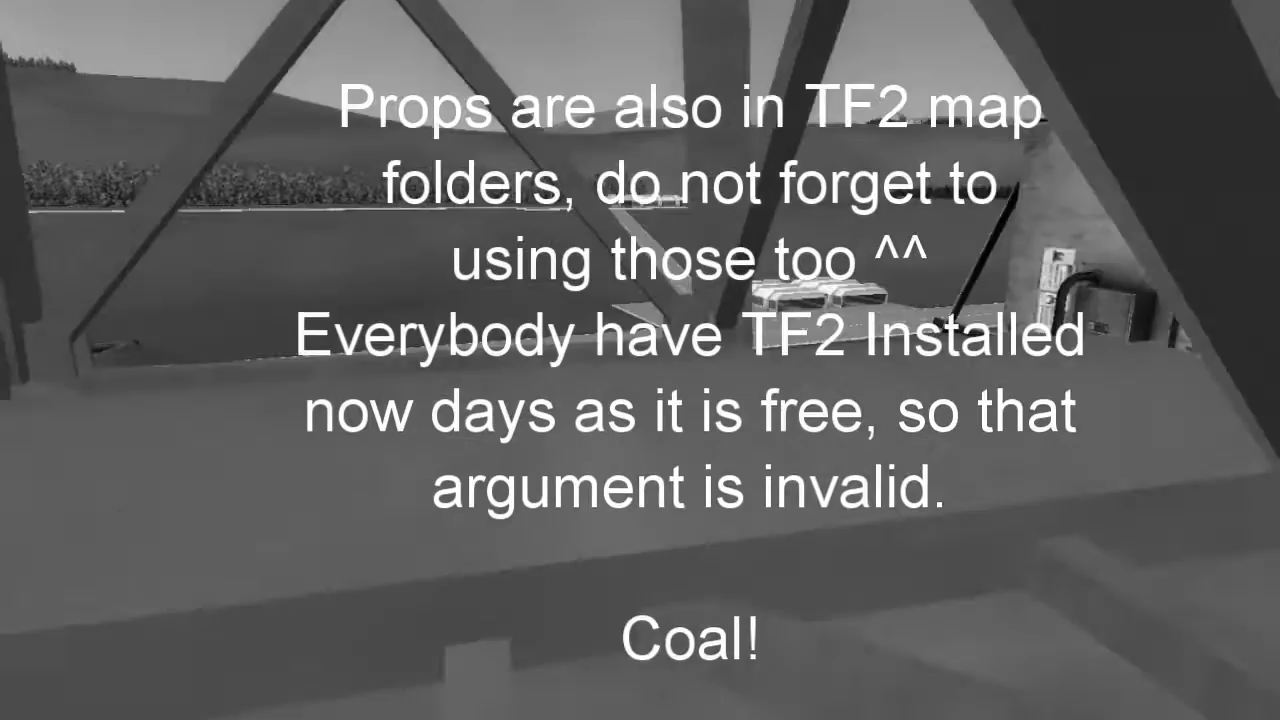 Props are also in TF2 map
folders, do not forget to
using those too ^^
Everybody have TF2 Installed
now days as it is free, so that
argument is invalid.
Coal!